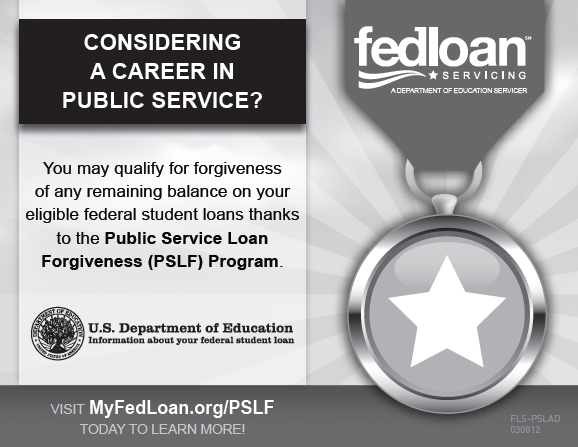 CONSIDERING
A CAREER IN
PUBLIC SERVICE?
You may qualify for forgiveness
of any remaining balance on your
eligible federal student loans thanks
to the Public Service Loan
Forgiveness (PSLF) Program.
U.S. Department of Education
Information about your federal student loan
VISIT MyFedLoan.org/PSLF
TODAY TO LEARN MORE!
fedloan℠
SERVICING
A DEPARTMENT OF EDUCATION SERVICER
FLS-PSLAD
030812